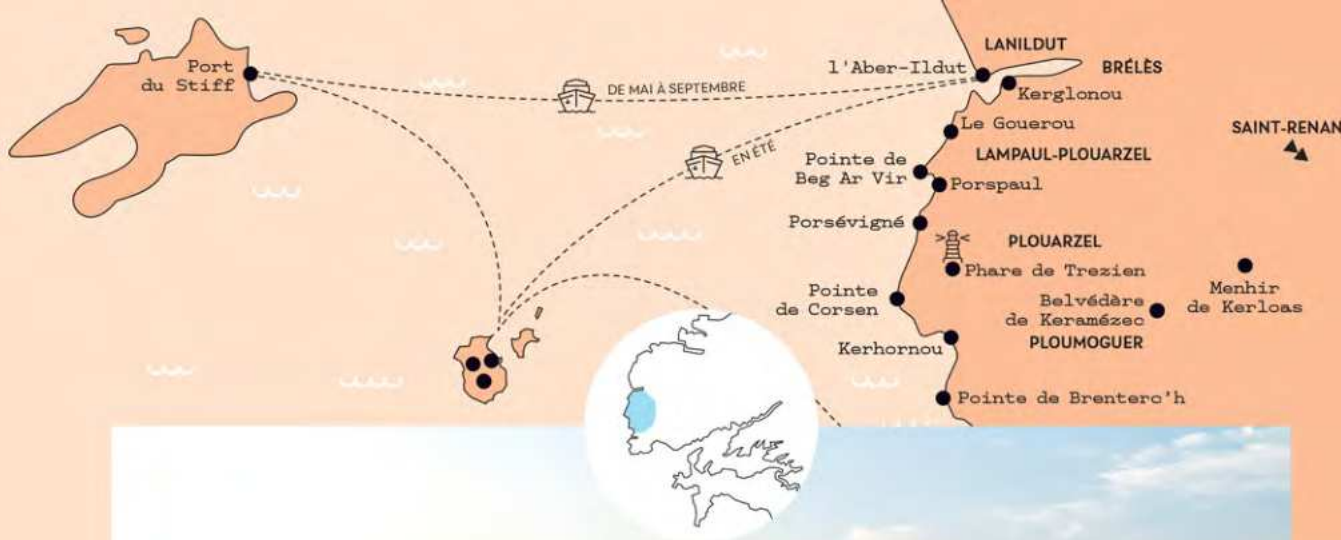 LANILDUT
Port
du Stiff
l'Aber-Ildut
BRÉLÈS
DE MAI À SEPTEMBRE
Kerglonou
Le Gouerou
SAINT-RENAN
EN ÉTÉ
Pointe de
Beg Ar Vir
LAMPAUL-PLOUARZEL
Porspaul
Porsévigné
PLOUARZEL
Phare de Trezien
Menhir
de Kerloas
Pointe
de Corsen
Belvédère
de Keramézec
Kerhornou
PLOUMOGUER
Pointe de Brenterc'h